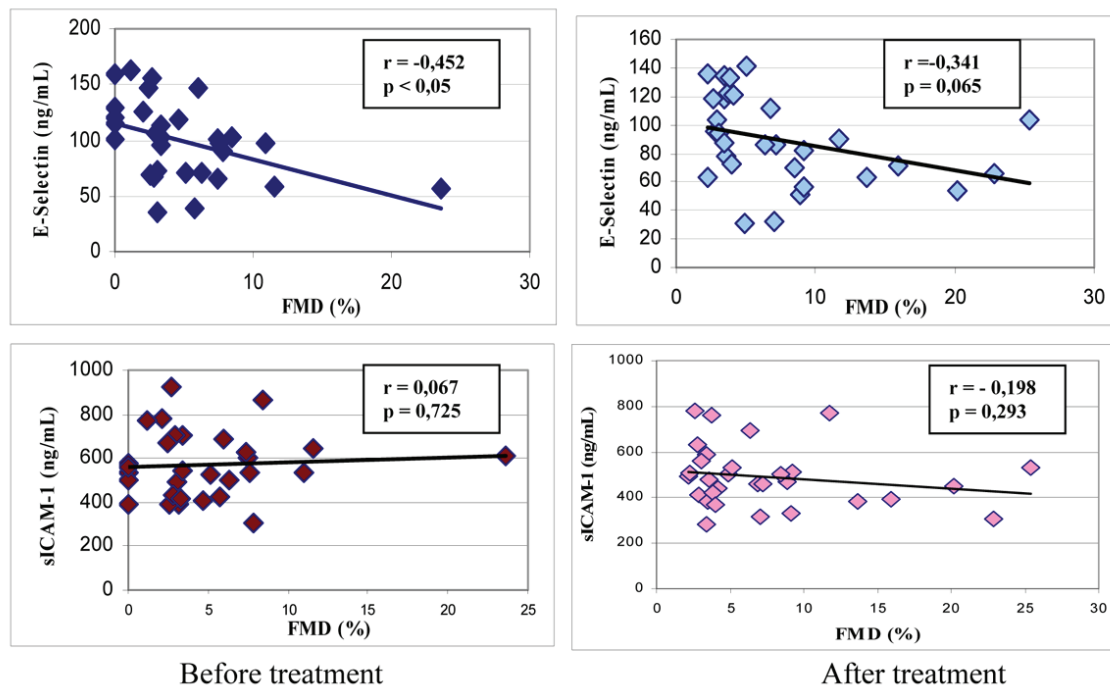 200
150
100
50
0
0
10
20
30
E-Selectin (ng/mL)
FMD (%)
r = -0,452
p < 0,05
160
140
120
100
80
60
40
20
0
0
10
20
30
E-Selectin (ng/mL)
FMD (%)
r =-0,341
p = 0,065
1000
800
600
400
200
0
0
5
10
15
20
25
sICAM-1 (ng/mL)
FMD (%)
r = 0,067
p = 0,725
1000
800
600
400
200
0
0
5
10
15
20
25
30
sICAM-1 (ng/mL)
FMD (%)
r = - 0,198
p = 0,293
Before treatment
After treatment